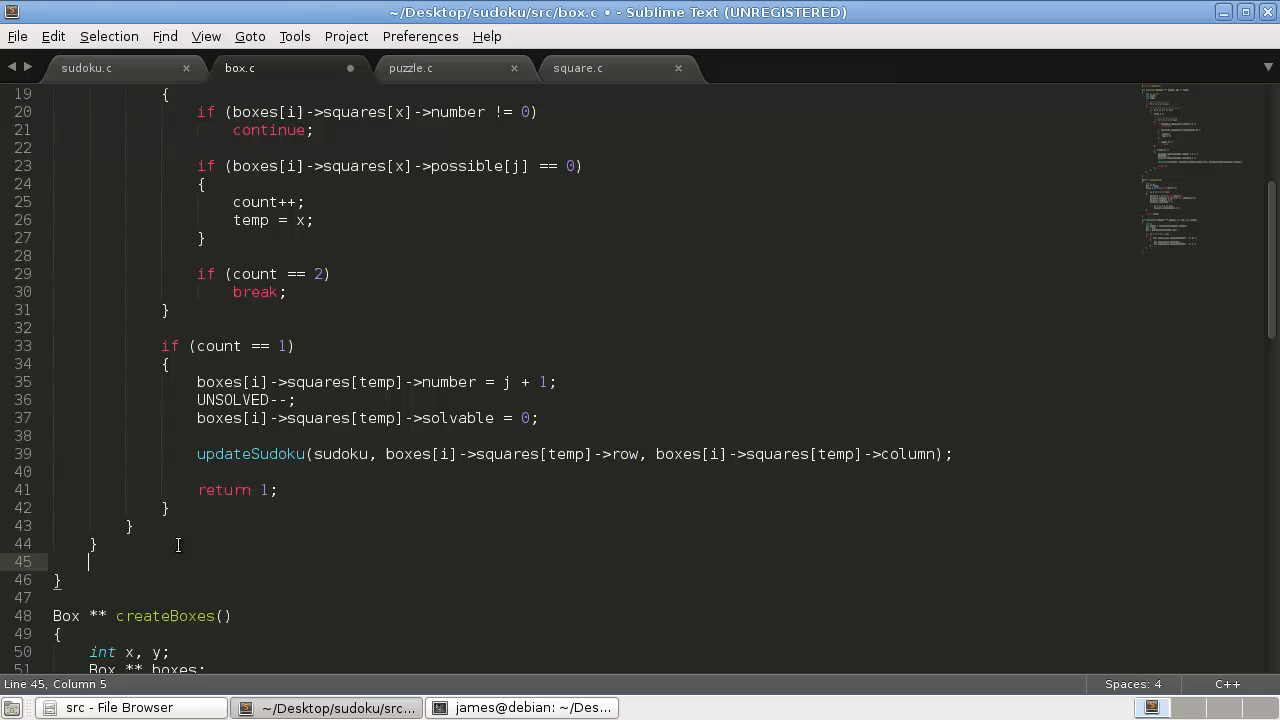 ~/Desktop/sudoku/src/box.c • - Sublime Text (UNREGISTERED)
File Edit Selection Find View Goto Tools Project Preferences Help
sudoku.c × box.c puzzle.c × square.c ×
19 {
20 if (boxes[i]->squares[x]->number != 0)
21 continue;
22
23 if (boxes[i]->squares[x]->possible[j] == 0)
24 {
25 count++;
26 temp = x;
27 }
28
29 if (count == 2)
30 break;
31 }
32
33 if (count == 1)
34 {
35 boxes[i]->squares[temp]->number = j + 1;
36 UNSOLVED--;
37 boxes[i]->squares[temp]->solvable = 0;
38
39 updateSudoku(sudoku, boxes[i]->squares[temp]->row, boxes[i]->squares[temp]->column);
40
41 return 1;
42 }
43 }
44 }
45
46 }
47
48 Box ** createBoxes()
49 {
50 int x, y;
51 Box ** boxes;
Line 45, Column 5 Spaces: 4 C++
src - File Browser ~/Desktop/sudoku/src... james@debian: ~/Des...